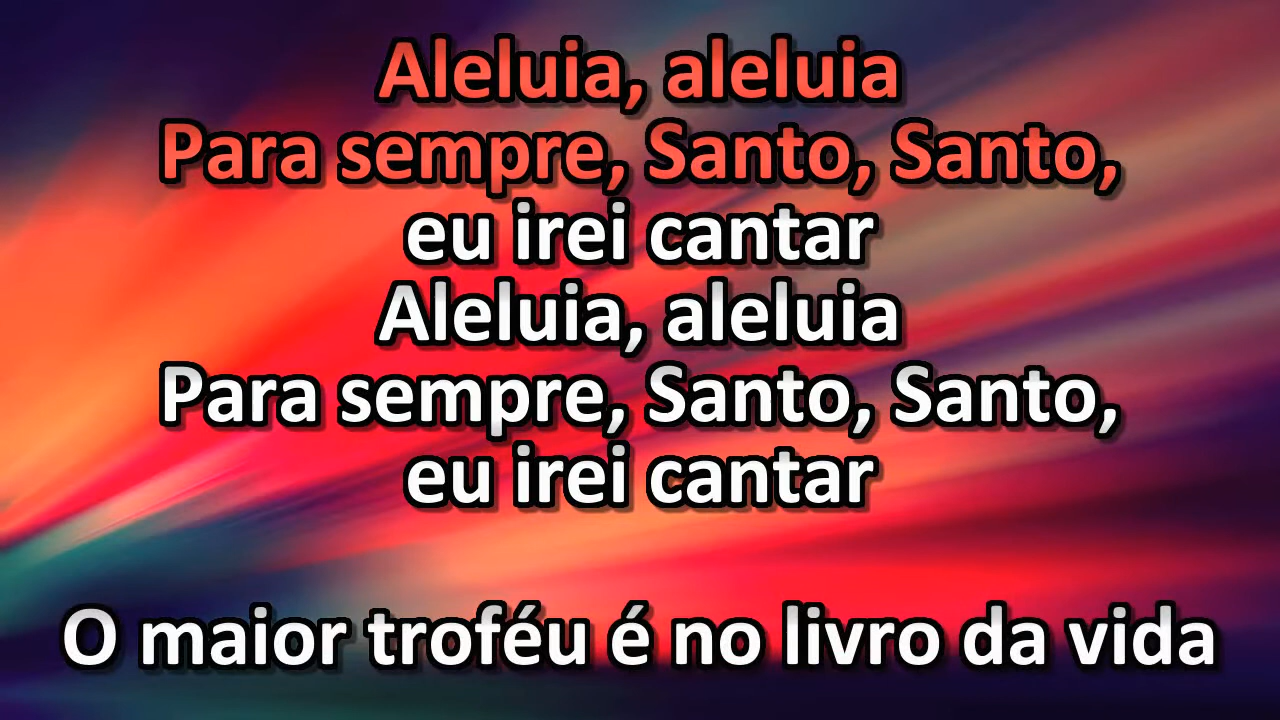 Aleluia, aleluia
Para sempre, Santo, Santo,
eu irei cantar
Aleluia, aleluia
Para sempre, Santo, Santo,
eu irei cantar
O maior troféu é no livro da vida